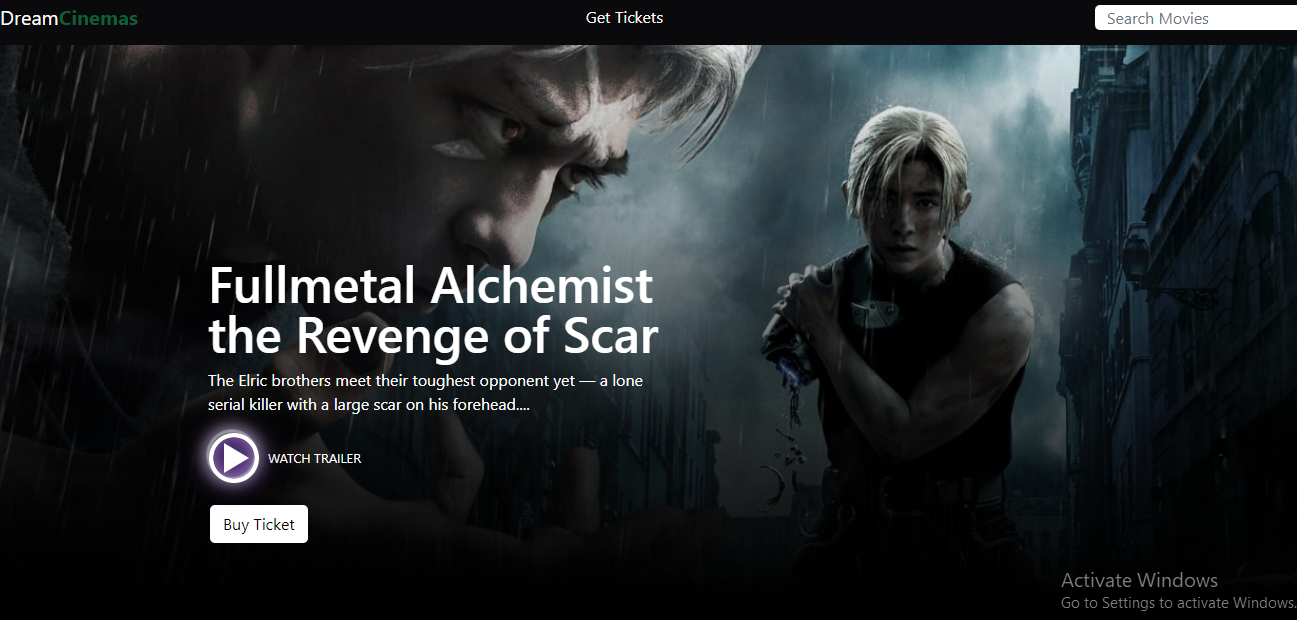 DreamCinemas
Get Tickets
Search Movies
Fullmetal Alchemist
the Revenge of Scar
The Elric brothers meet their toughest opponent yet — a lone
serial killer with a large scar on his forehead....
WATCH TRAILER
Buy Ticket
Activate Windows
Go to Settings to activate Windows.